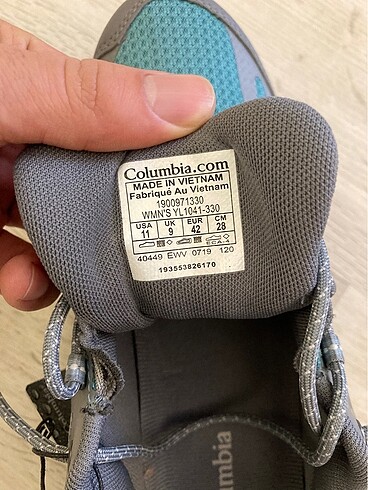 Columbia.com
MADE IN VIETNAM
Fabriqué Au Vietnam
1900971330
WMN'S YL1041-330
USA UK EUR CM
11 9 42 28
40449 EWV 0719 120
193553826170
umbia